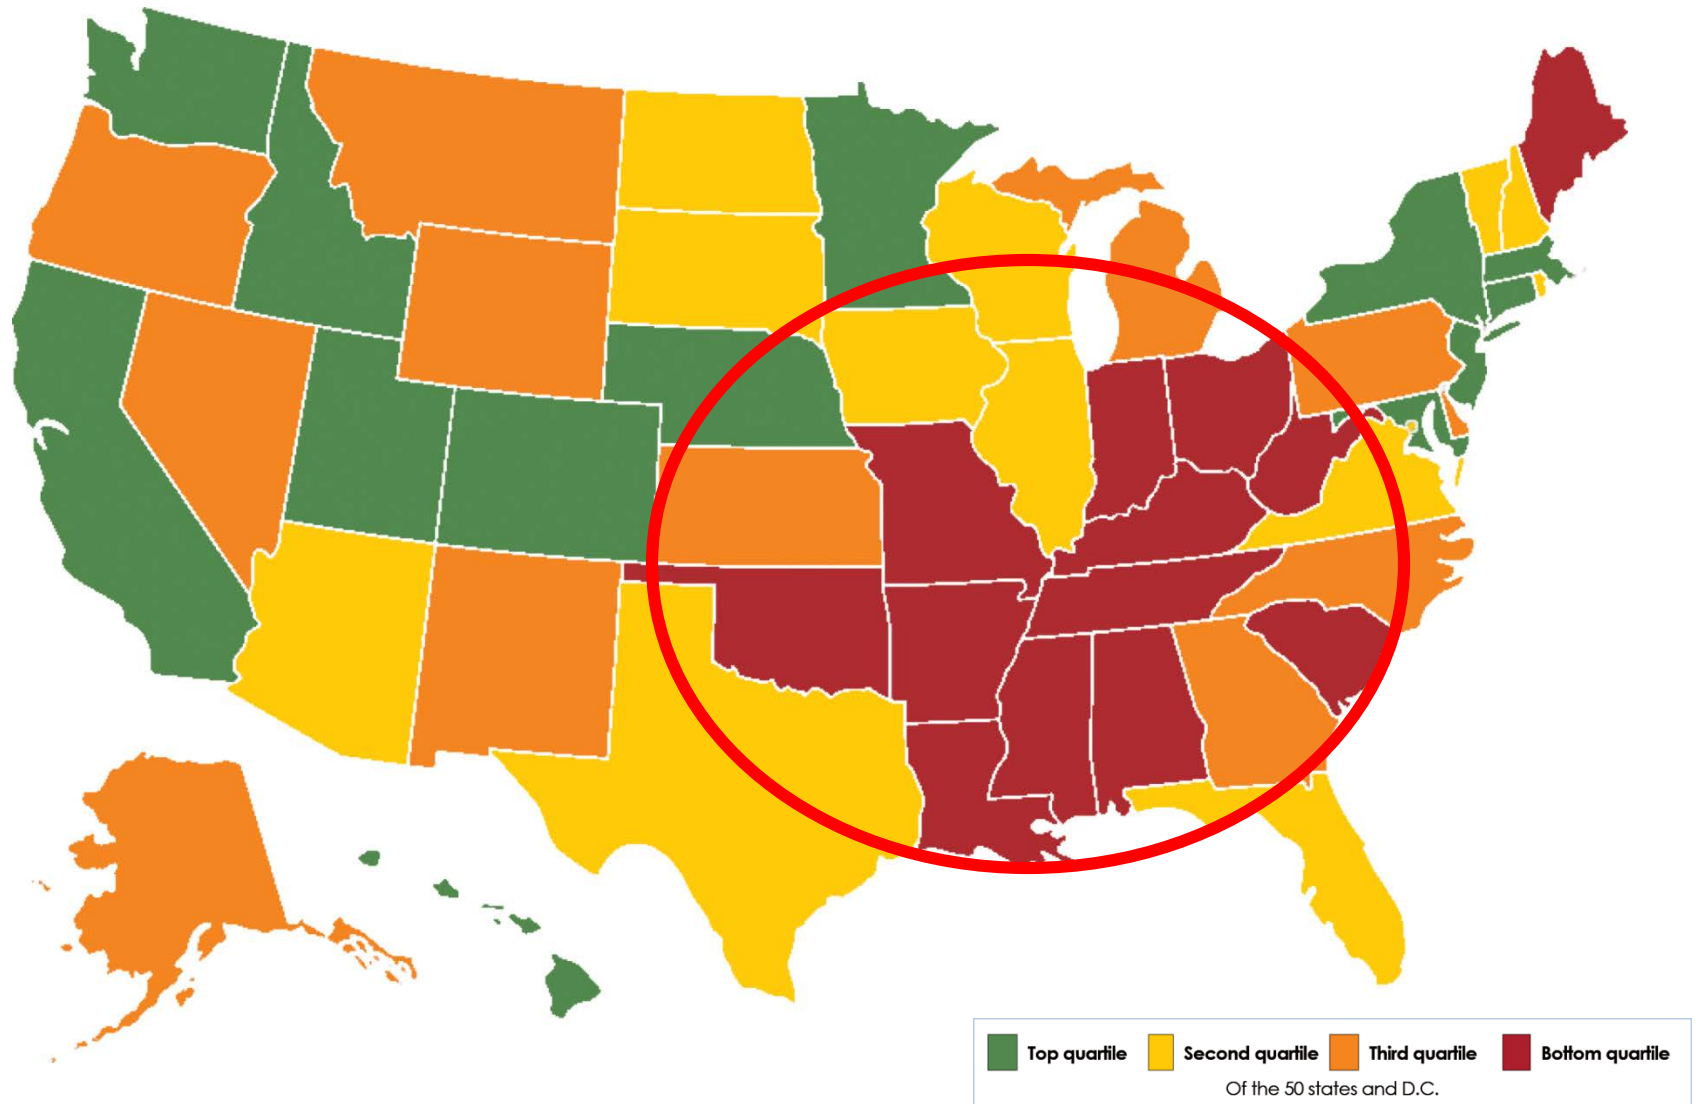 Top quartile Second quartile Third quartile Bottom quartile
Of the 50 states and D.C.